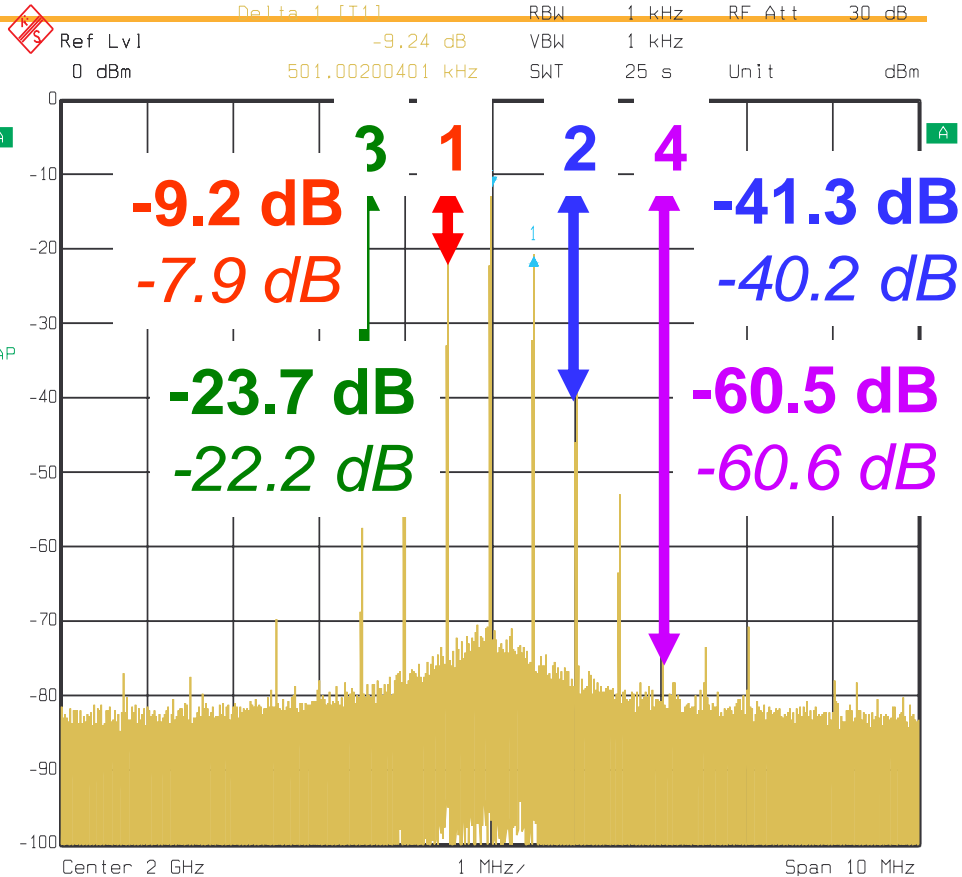 Delta 1 [T1] RBW 1 kHz RF Att 30 dB
Ref Lvl -9.24 dB VBW 1 kHz
0 dBm 501.00200401 kHz SWT 25 s Unit dBm
R
S
0
A
A
3 1 2 4
-10
-9.2 dB
-41.3 dB
-7.9 dB
-40.2 dB
-20
1
-30
AP
-23.7 dB
-60.5 dB
-40
-22.2 dB
-60.6 dB
-50
-60
-70
-80
-90
-100
Center 2 GHz 1 MHz/ Span 10 MHz